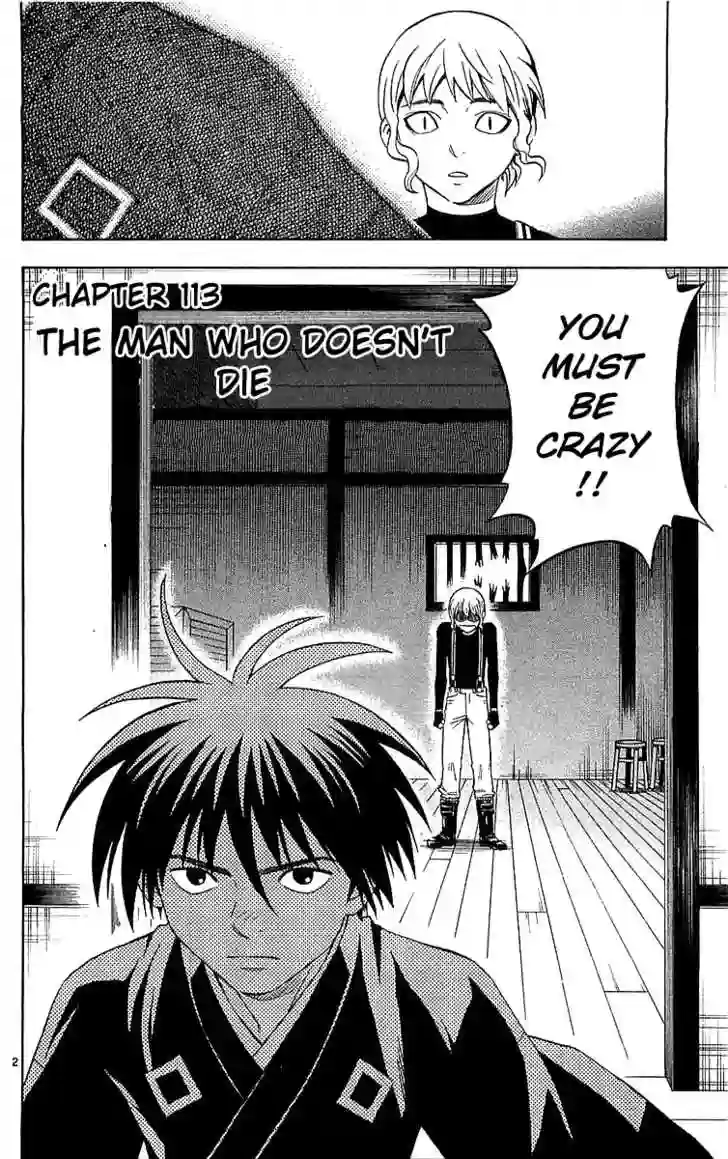 CHAPTER 113
THE MAN WHO DOESN'T
DIE
YOU
MUST
BE
CRAZY
!!
2